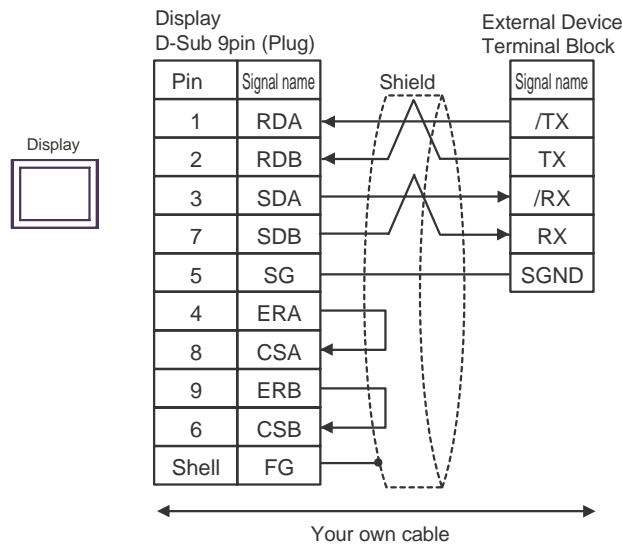 Display
D-Sub 9pin (Plug)
External Device
Terminal Block
Pin Signal name Shield Signal name
1 RDA /TX
Display
2 RDB TX
3 SDA /RX
7 SDB RX
5 SG SGND
4 ERA
8 CSA
9 ERB
6 CSB
Shell FG
Your own cable